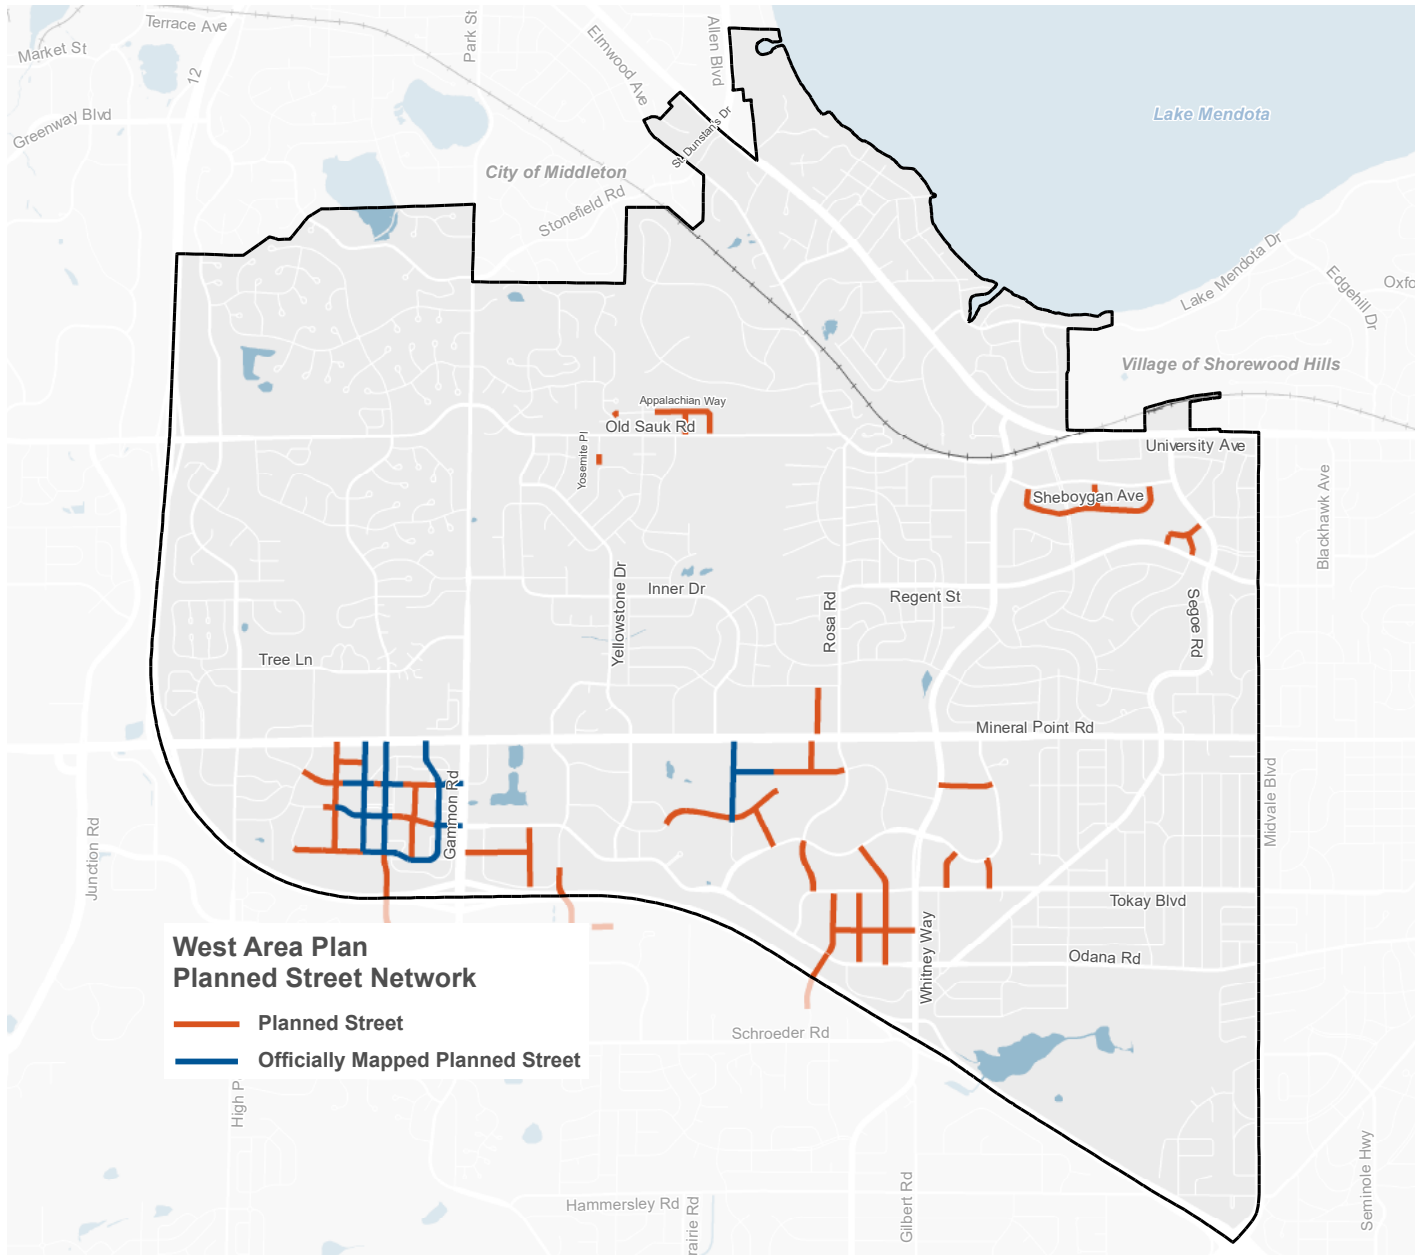 Terrace Ave
Market St
12
Park St
Elmwood Ave
Allen Blvd
Greenway Blvd
Lake Mendota
St. Dunstan's Dr
City of Middleton
Stonefield Rd
Lake Mendota Dr
Edgehill Dr
Oxfo
Village of Shorewood Hills
Appalachian Way
Old Sauk Rd
Yosemite Pl
University Ave
Sheboygan Ave
Blackhawk Ave
Yellowstone Dr
Inner Dr
Rosa Rd
Regent St
Segoe Rd
Tree Ln
Mineral Point Rd
Gammon Rd
Midvale Blvd
Junction Rd
Tokay Blvd
Whitney Way
Odana Rd
West Area Plan
Planned Street Network
Planned Street
Officially Mapped Planned Street
Schroeder Rd
High P
Hammersley Rd
rairie Rd
Gilbert Rd
Seminole Hwy